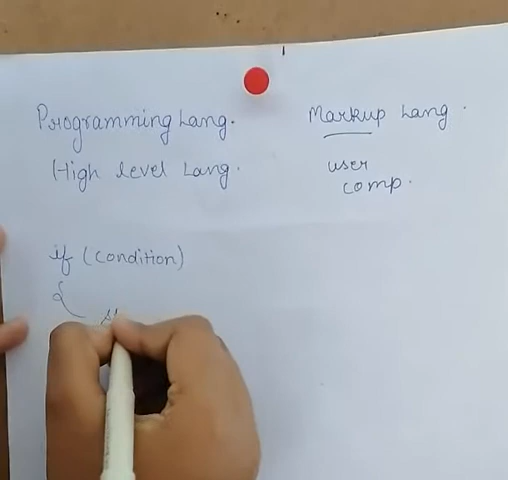 Programming Lang.
High level Lang.
Markup Lang.
user
comp.
if (condition)
{